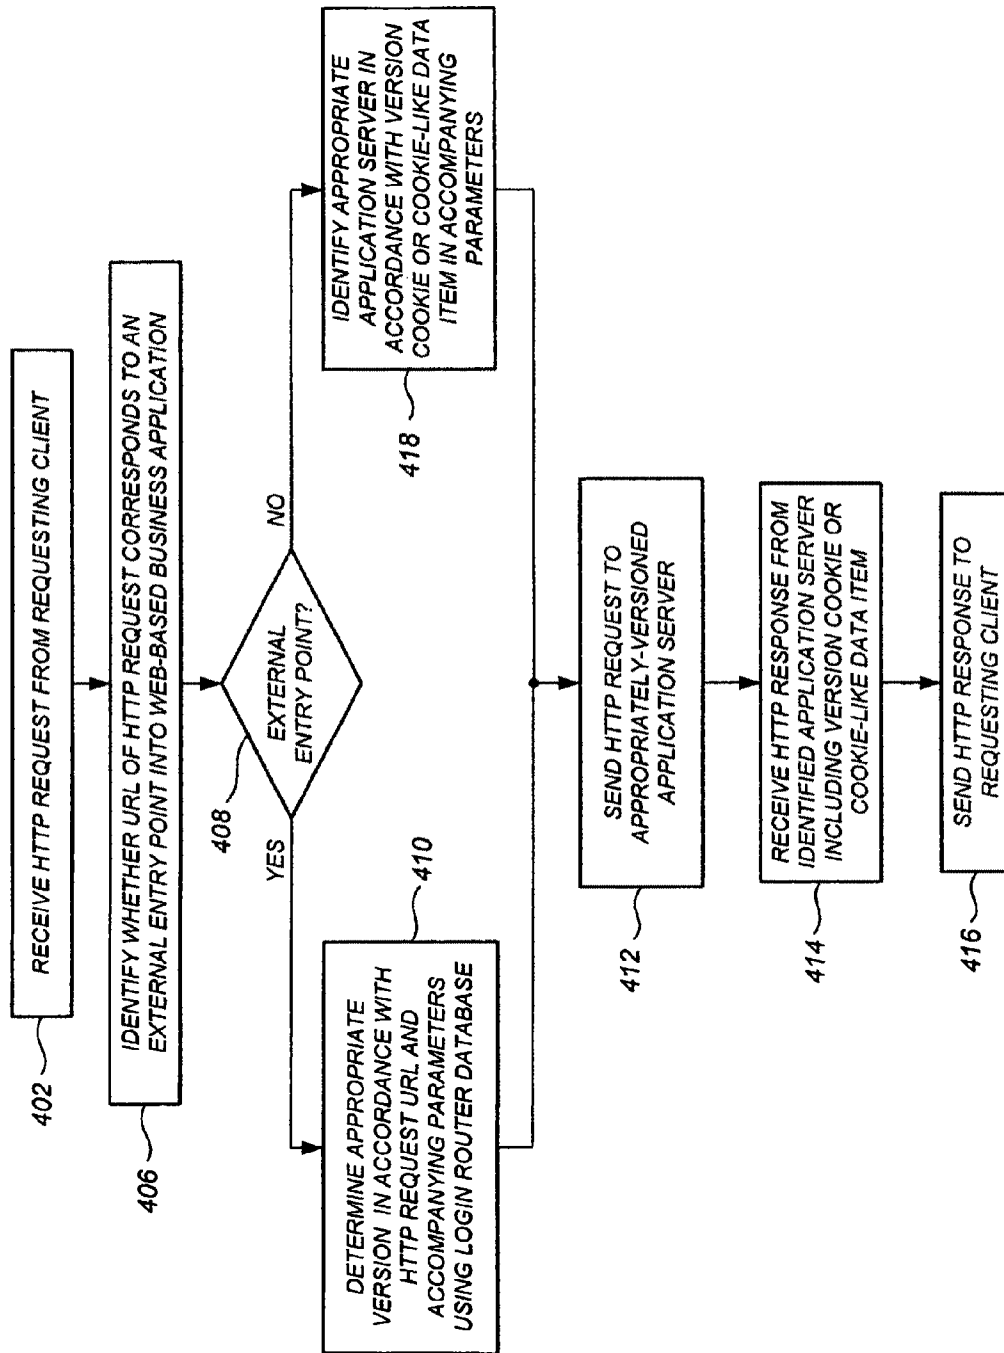 RECEIVE HTTP REQUEST FROM REQUESTING CLIENT
402
IDENTIFY WHETHER URL OF HTTP REQUEST CORRESPONDS TO AN
EXTERNAL ENTRY POINT INTO WEB-BASED BUSINESS APPLICATION
406
EXTERNAL
ENTRY POINT?
408
YES
NO
DETERMINE APPROPRIATE
VERSION IN ACCORDANCE WITH
HTTP REQUEST URL AND
ACCOMPANYING PARAMETERS
USING LOGIN ROUTER DATABASE
410
IDENTIFY APPROPRIATE
APPLICATION SERVER IN
ACCORDANCE WITH VERSION
COOKIE OR COOKIE-LIKE DATA
ITEM IN ACCOMPANYING
PARAMETERS
418
SEND HTTP REQUEST TO
APPROPRIATELY-VERSIONED
APPLICATION SERVER
412
RECEIVE HTTP RESPONSE FROM
IDENTIFIED APPLICATION SERVER
INCLUDING VERSION COOKIE OR
COOKIE-LIKE DATA ITEM
414
SEND HTTP RESPONSE TO
REQUESTING CLIENT
416